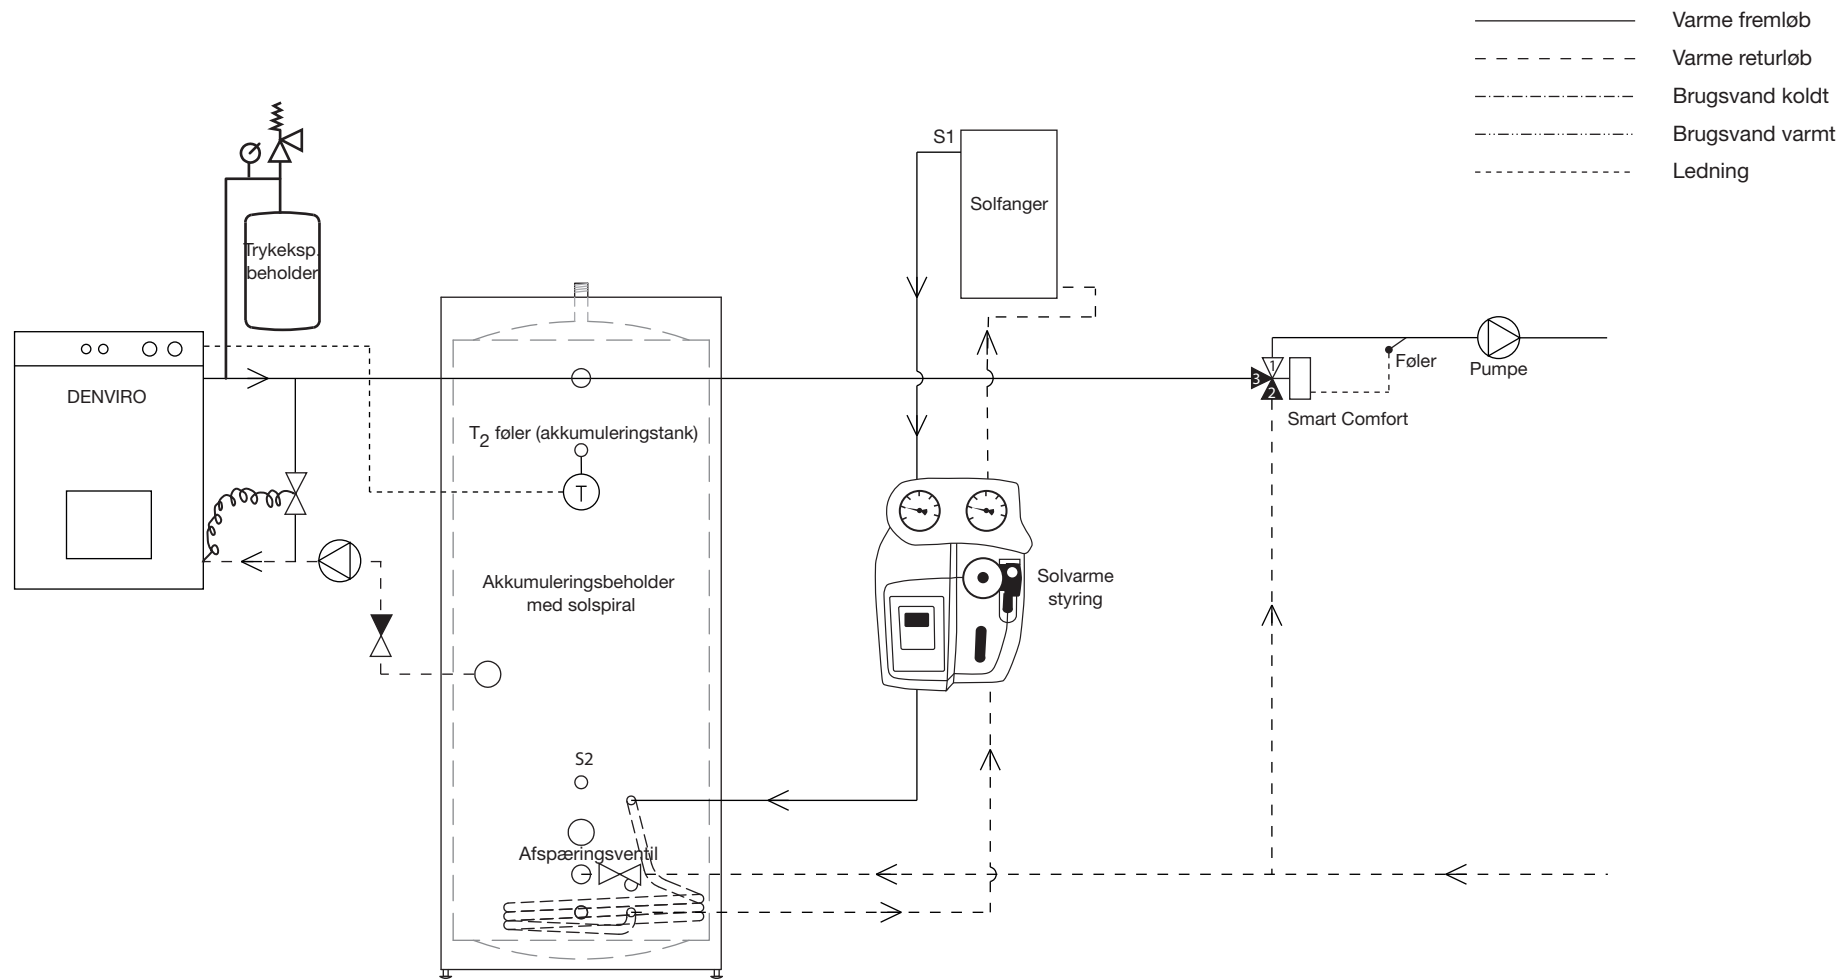 Varme fremløb
Varme returløb
Brugsvand koldt
Brugsvand varmt
Ledning
S1
Solfanger
Trykeksp.
beholder
DENVIRO
1
3
2
Føler
Pumpe
Smart Comfort
T2 føler (akkumuleringstank)
T
Akkumuleringsbeholder
med solspiral
Solvarme
styring
S2
Afspæringsventil